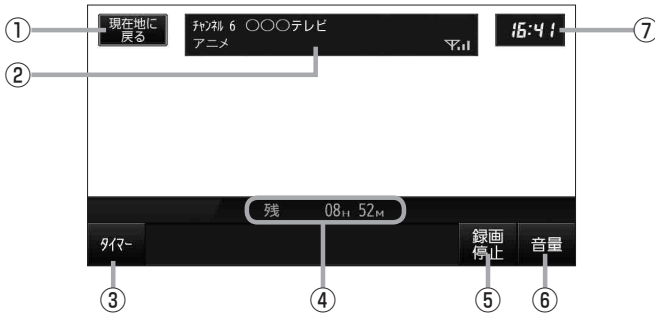 ①
現在地に
戻る
チャンネル 6 ○○○テレビ
アニメ
16:41
⑦
②
残 08H 52M
タイマー
録画
停止
音量
③
④
⑤
⑥